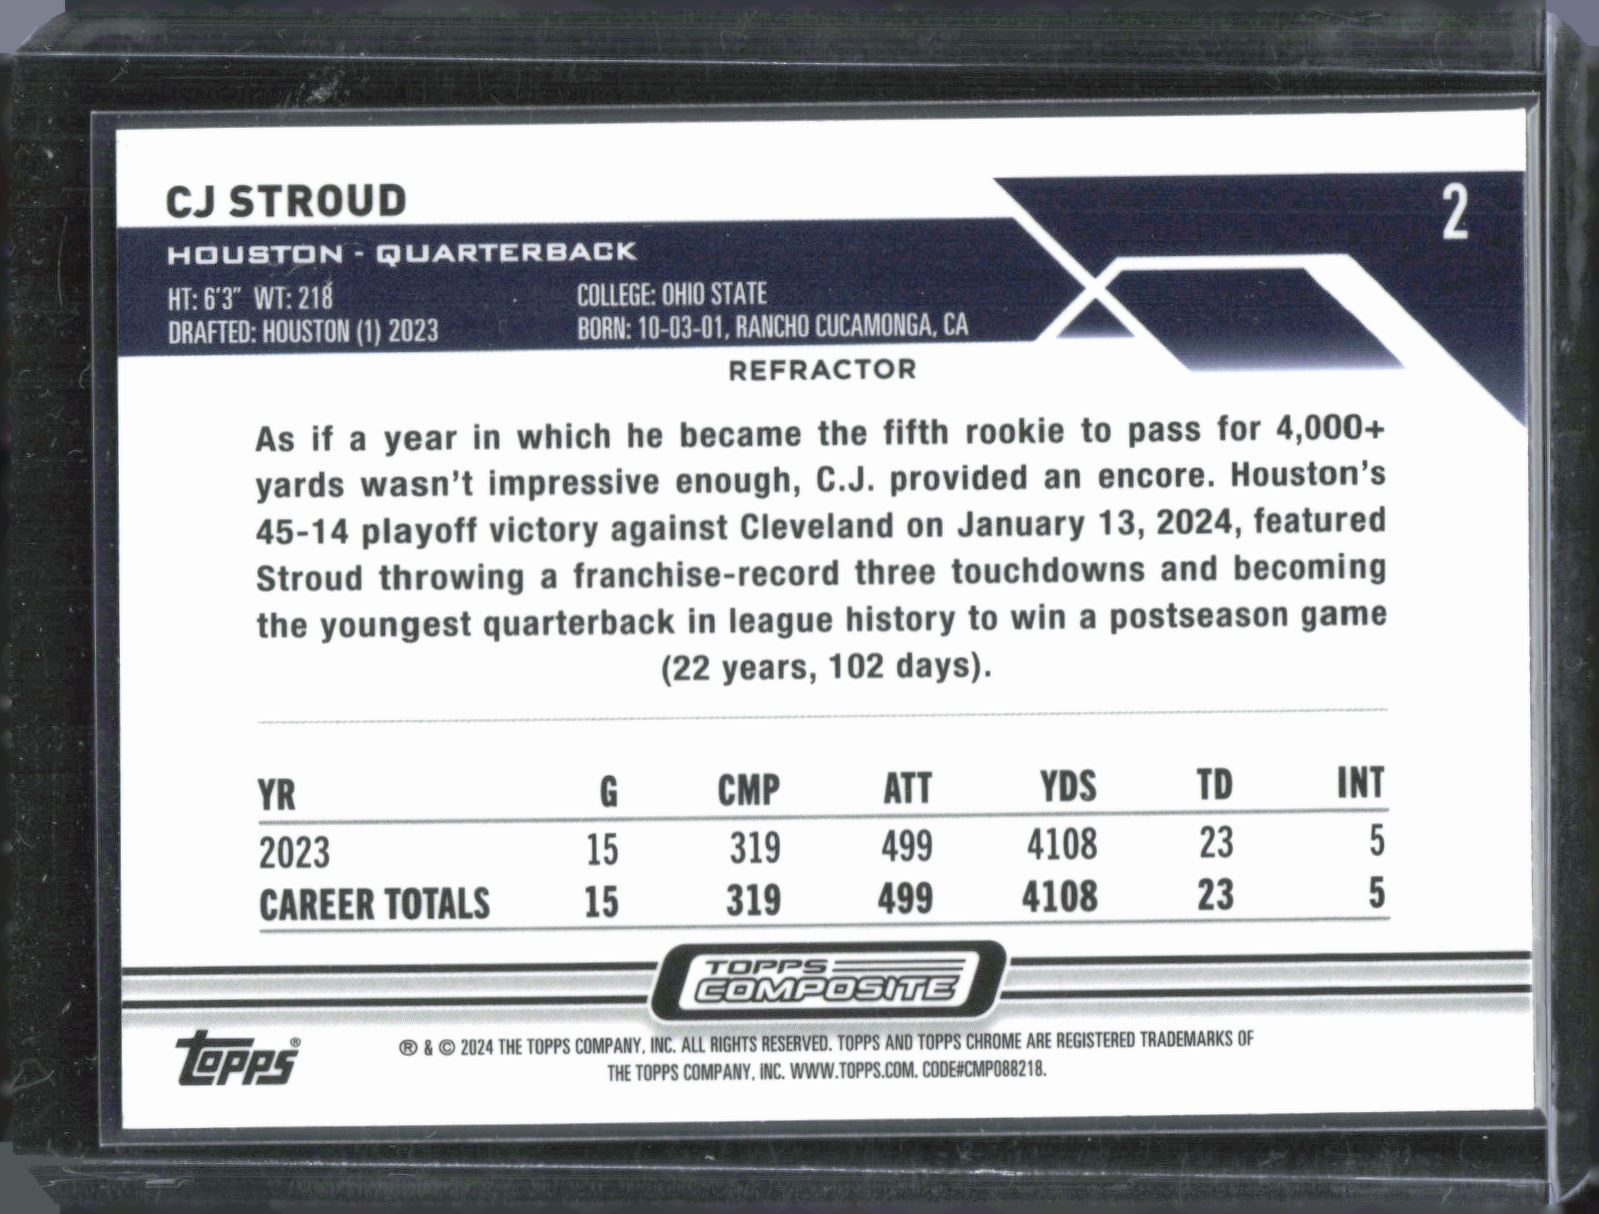 CJ STROUD
2
HOUSTON - QUARTERBACK
HT: 6'3" WT: 218
COLLEGE: OHIO STATE
DRAFTED: HOUSTON (1) 2023
BORN: 10-03-01, RANCHO CUCAMONGA, CA
REFRACTOR
As if a year in which he became the fifth rookie to pass for 4,000+
yards wasn't impressive enough, C.J. provided an encore. Houston's
45-14 playoff victory against Cleveland on January 13, 2024, featured
Stroud throwing a franchise-record three touchdowns and becoming
the youngest quarterback in league history to win a postseason game
(22 years, 102 days).
YR G CMP ATT YDS TD INT
2023 15 319 499 4108 23 5
CAREER TOTALS 15 319 499 4108 23 5
TOPPS
COMPOSITE
topps®
® & © 2024 THE TOPPS COMPANY, INC. ALL RIGHTS RESERVED. TOPPS AND TOPPS CHROME ARE REGISTERED TRADEMARKS OF
THE TOPPS COMPANY, INC. WWW.TOPPS.COM. CODE#CMP088218.